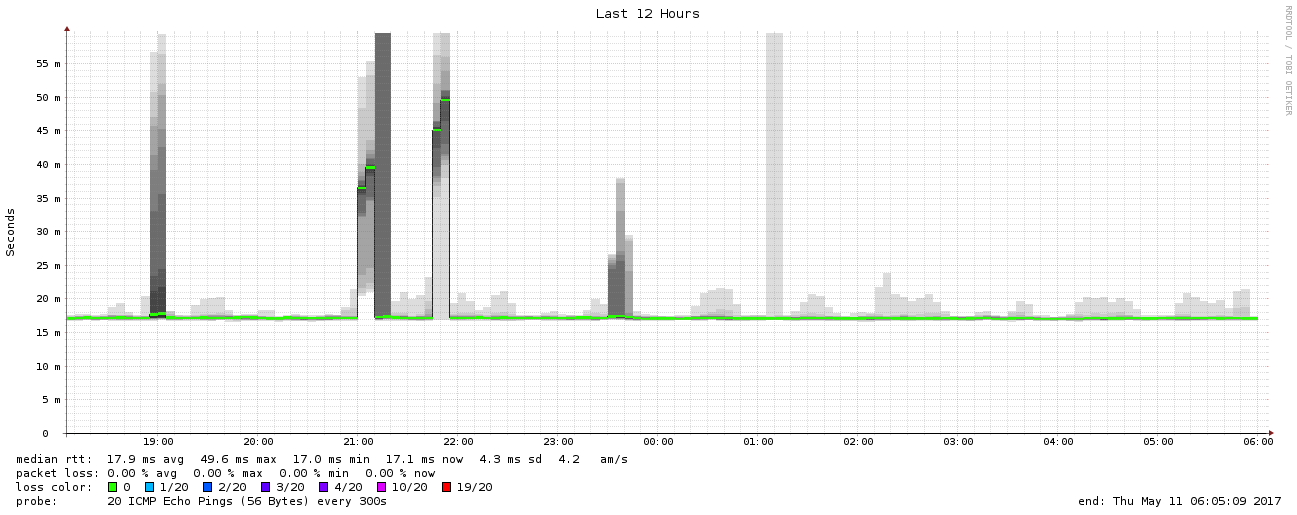 Last 12 Hours
RRDTOOL / TOBI OETIKER
Seconds
55 m
50 m
45 m
40 m
35 m
30 m
25 m
20 m
15 m
10 m
5 m
0
19:00 20:00 21:00 22:00 23:00 00:00 01:00 02:00 03:00 04:00 05:00 06:00
median rtt: 17.9 ms avg 49.6 ms max 17.0 ms min 17.1 ms now 4.3 ms sd 4.2 am/s
packet loss: 0.00 % avg 0.00 % max 0.00 % min 0.00 % now
loss color: 0 1/20 2/20 3/20 4/20 10/20 19/20
probe: 20 ICMP Echo Pings (56 Bytes) every 300s end: Thu May 11 06:05:09 2017